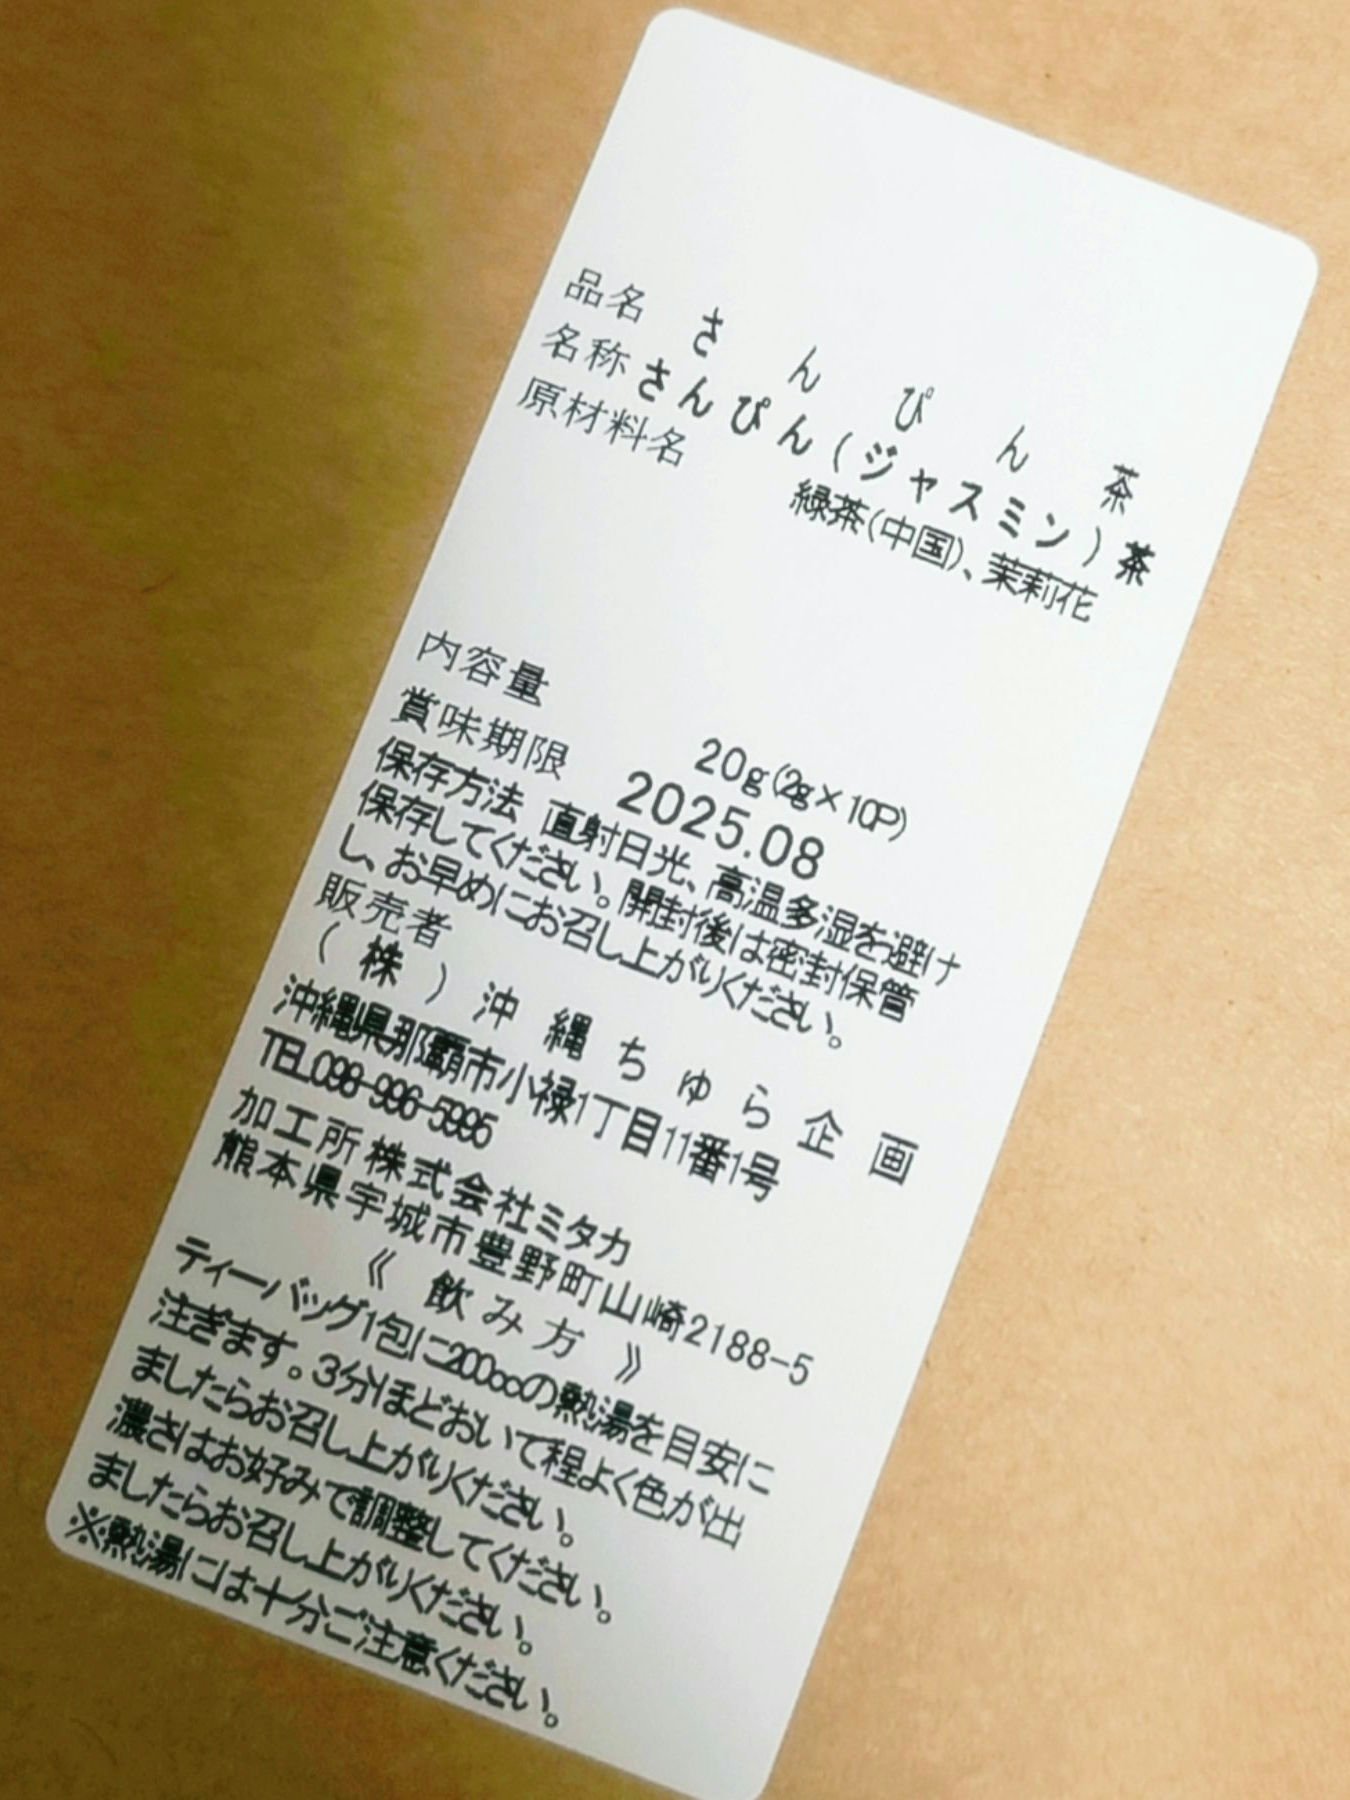 品名 さんぴん茶
名称 さんぴん(ジャスミン)茶
原材料名
緑茶(中国)、茉莉花
内容量 20g(2g×10P)
賞味期限 2025.08
保存方法 直射日光、高温多湿を避け
保存してください。開封後は密封保管
し、お早めにお召し上がりください。
販売者
(株)沖縄ちゅら企画
沖縄県那覇市小禄1丁目11番1号
TEL098-996-5995
加工所株式会社ミタカ
熊本県宇城市豊野町山崎2188-5
《 飲み方 》
ティーバッグ1包に200ccの熱湯を目安に
注ぎます。3分ほどおいて程よく色が出
ましたらお召し上がりください。
濃さはお好みで調整してください。
ましたらお召し上がりください。
※熱湯には十分ご注意ください。